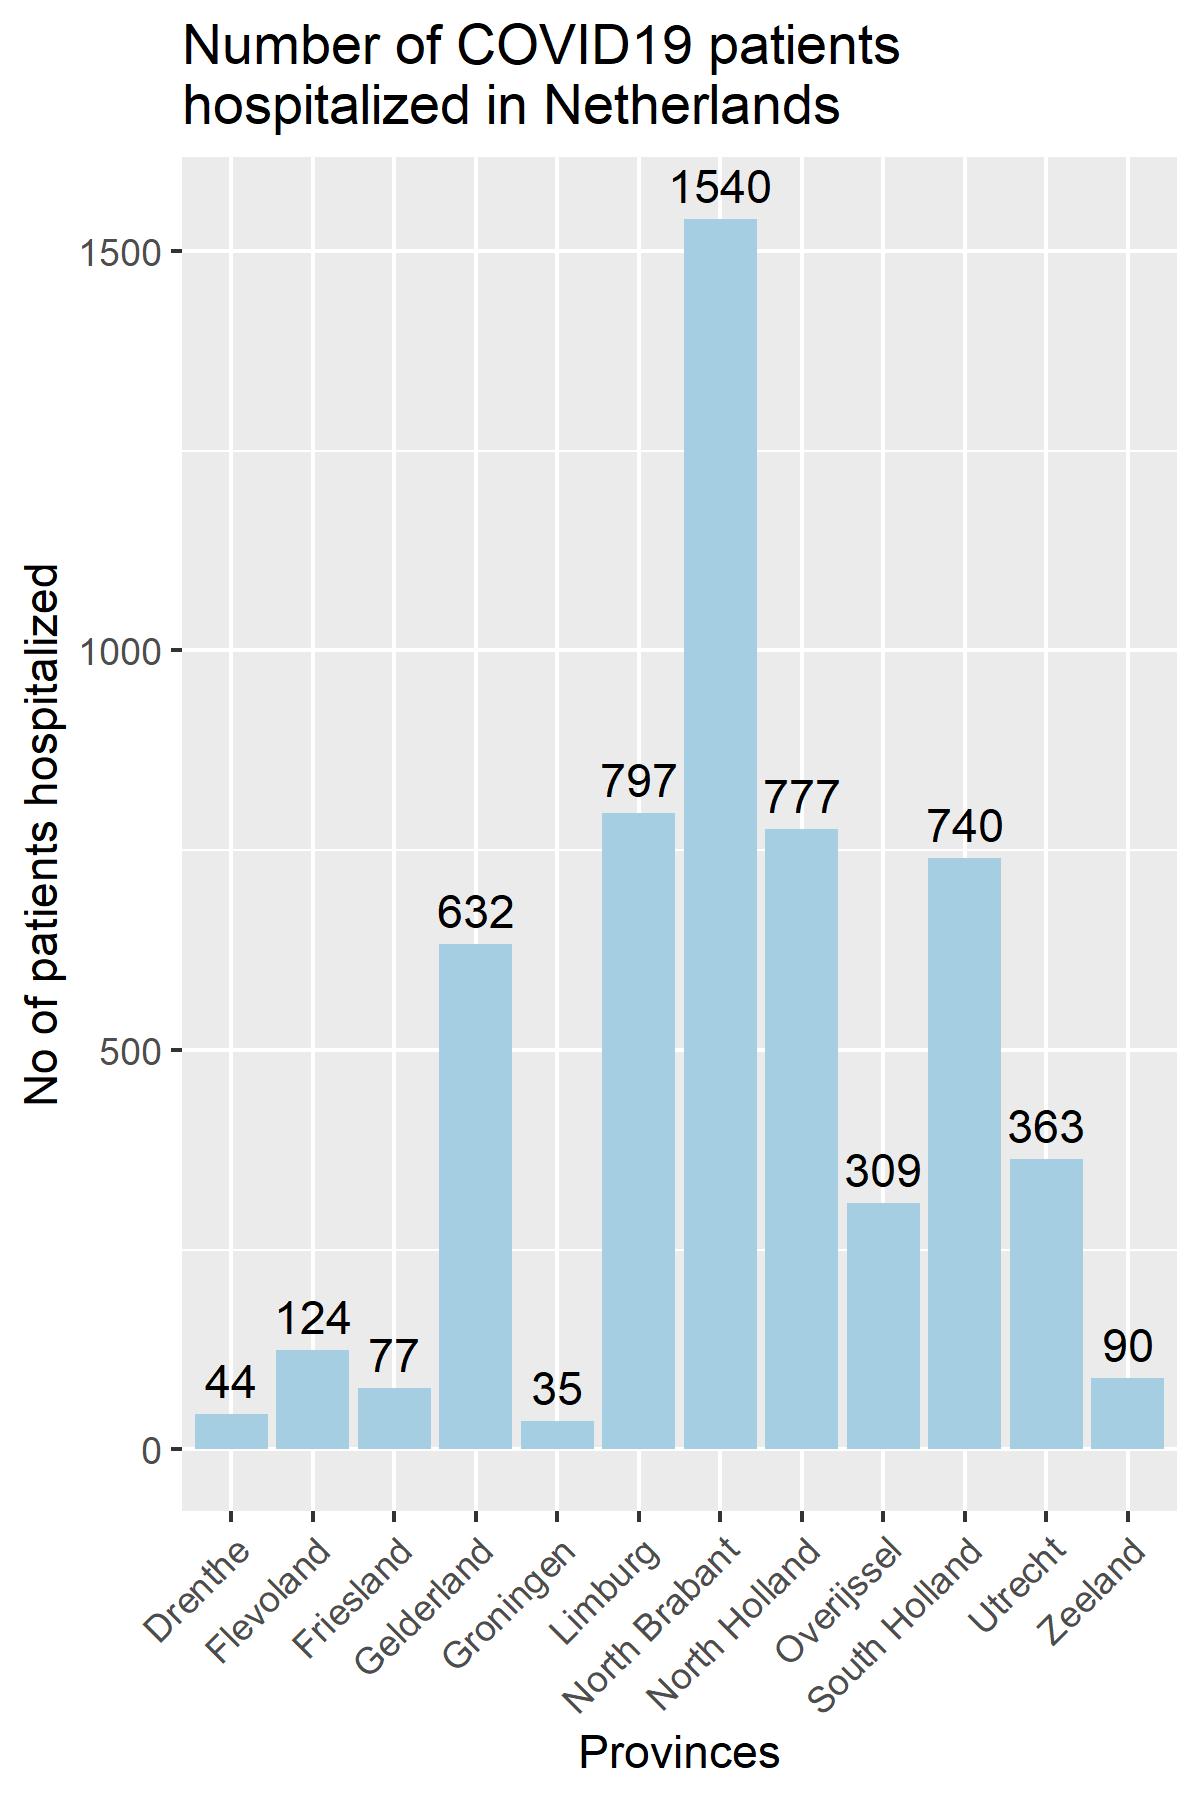 Number of COVID19 patients
hospitalized in Netherlands
No of patients hospitalized
1500
1000
500
0
44
124
77
632
35
797
1540
777
309
740
363
90
Drenthe
Flevoland
Friesland
Gelderland
Groningen
Limburg
North Brabant
North Holland
Overijssel
South Holland
Utrecht
Zeeland
Provinces